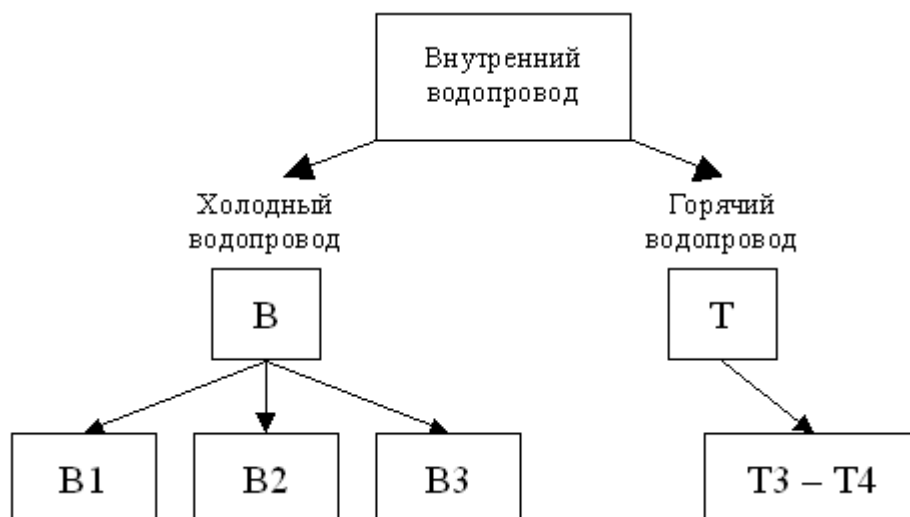 Внутренний
водопровод
Холодный
водопровод
Горячий
водопровод
В
Т
В1
В2
В3
Т3 – Т4